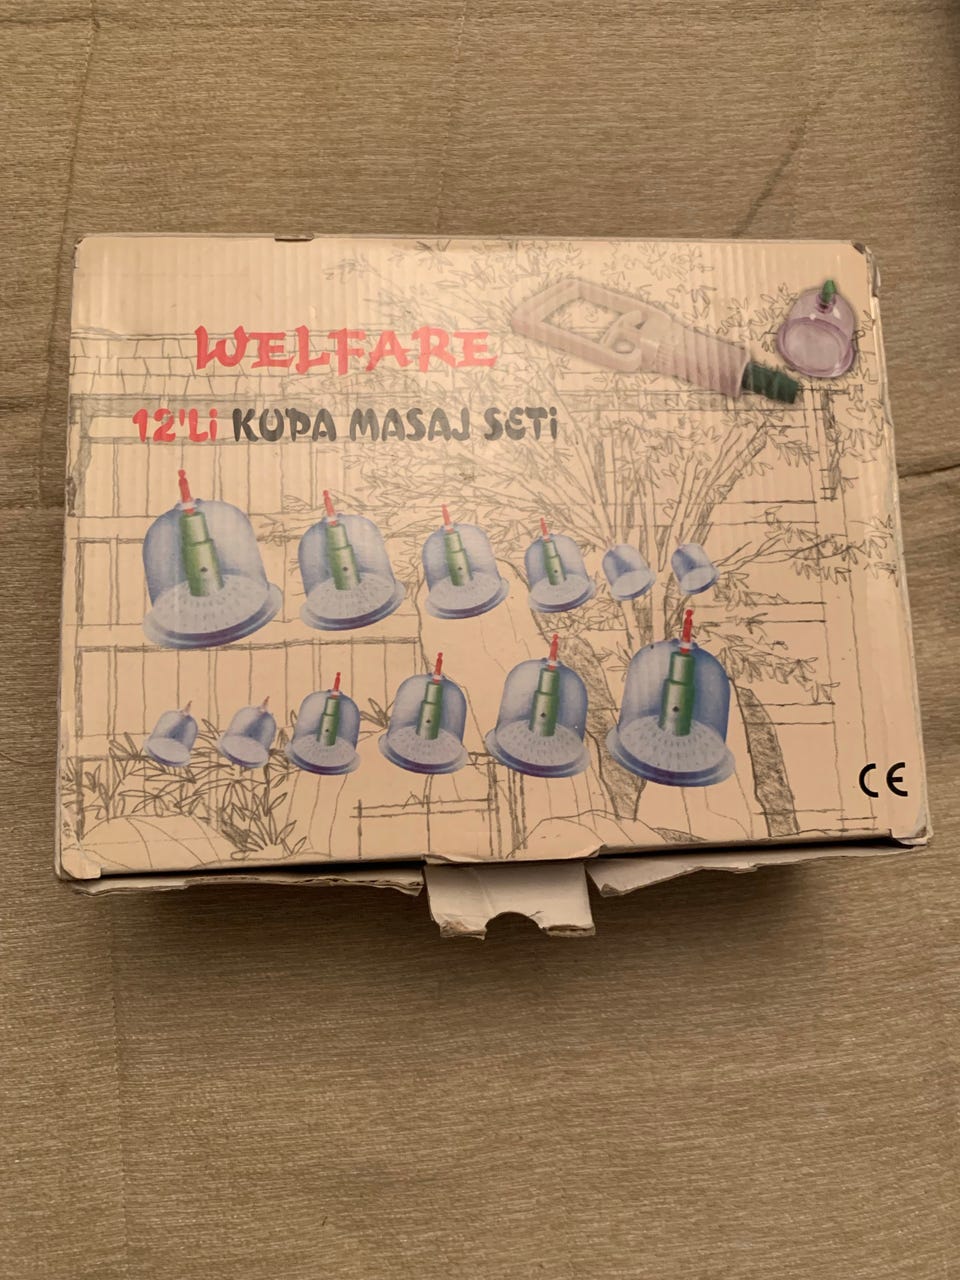 WELFARE
12'Li KUPA MASAJ SETi
CE